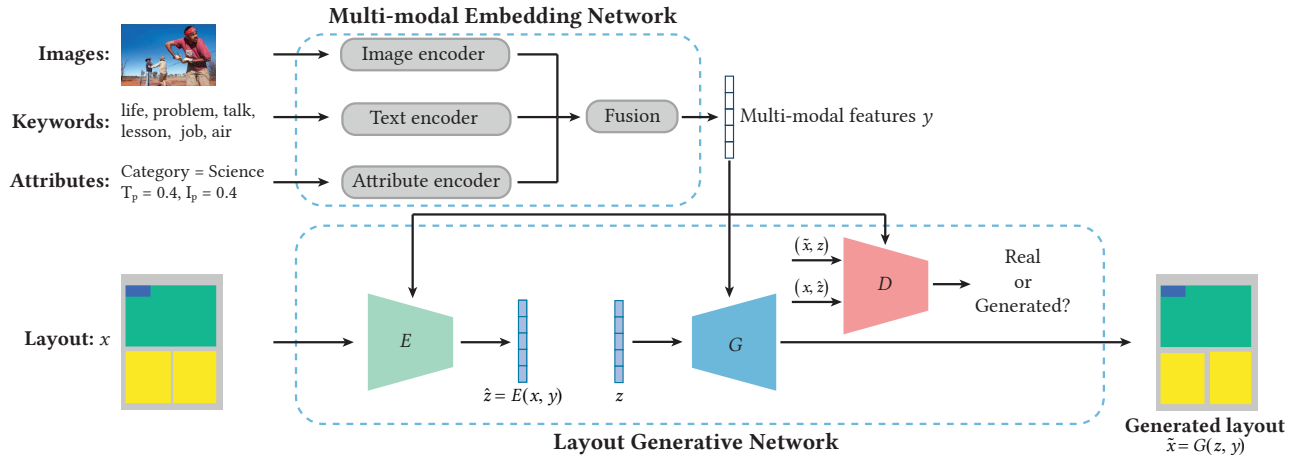 Multi-modal Embedding Network
Images:
Image encoder
Keywords:
life, problem, talk,
lesson, job, air
Text encoder
Fusion
Multi-modal features y
Attributes:
Category = Science
Tₚ = 0.4, Iₚ = 0.4
Attribute encoder
(x̃, z)
(x, ẑ)
D
Real
or
Generated?
Layout: x
E
ẑ = E(x, y)
z
G
Layout Generative Network
Generated layout
x̃ = G(z, y)